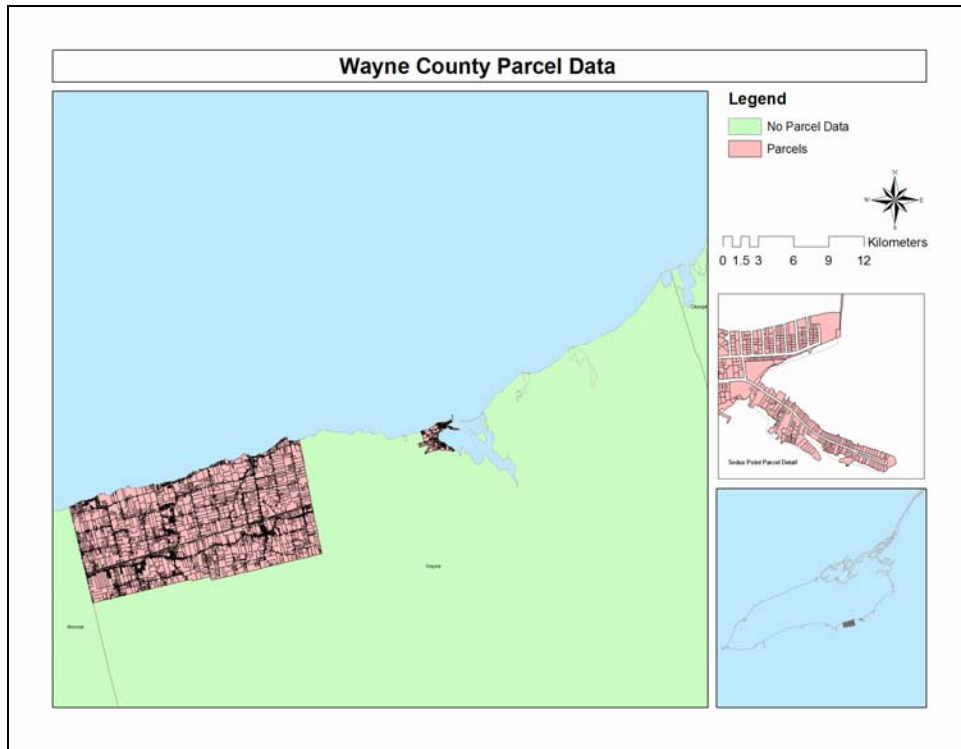 Wayne County Parcel Data
Legend
No Parcel Data
Parcels
N
W
E
S
Kilometers
0 1.5 3 6 9 12
Cayuga
Sodus Point Parcel Detail
Wayne
Monroe